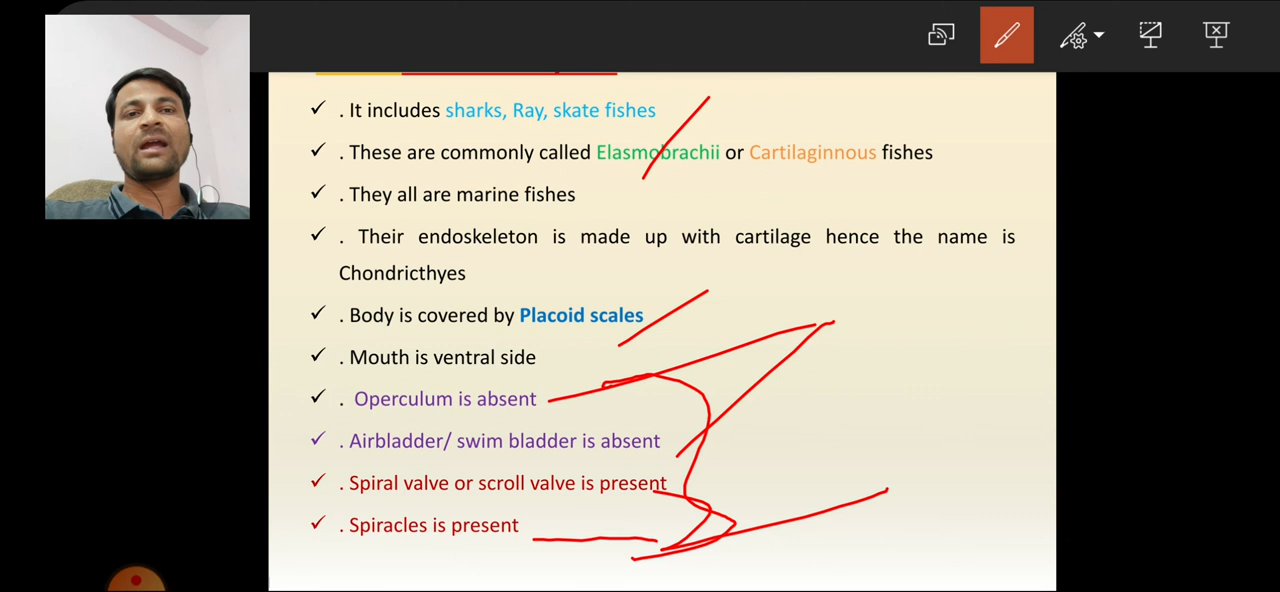 ✓ . It includes sharks, Ray, skate fishes
✓ . These are commonly called Elasmobrachii or Cartilaginnous fishes
✓ . They all are marine fishes
✓ . Their endoskeleton is made up with cartilage hence the name is
Chondricthyes
✓ . Body is covered by Placoid scales
✓ . Mouth is ventral side
✓ . Operculum is absent
✓ . Airbladder/ swim bladder is absent
✓ . Spiral valve or scroll valve is present
✓ . Spiracles is present